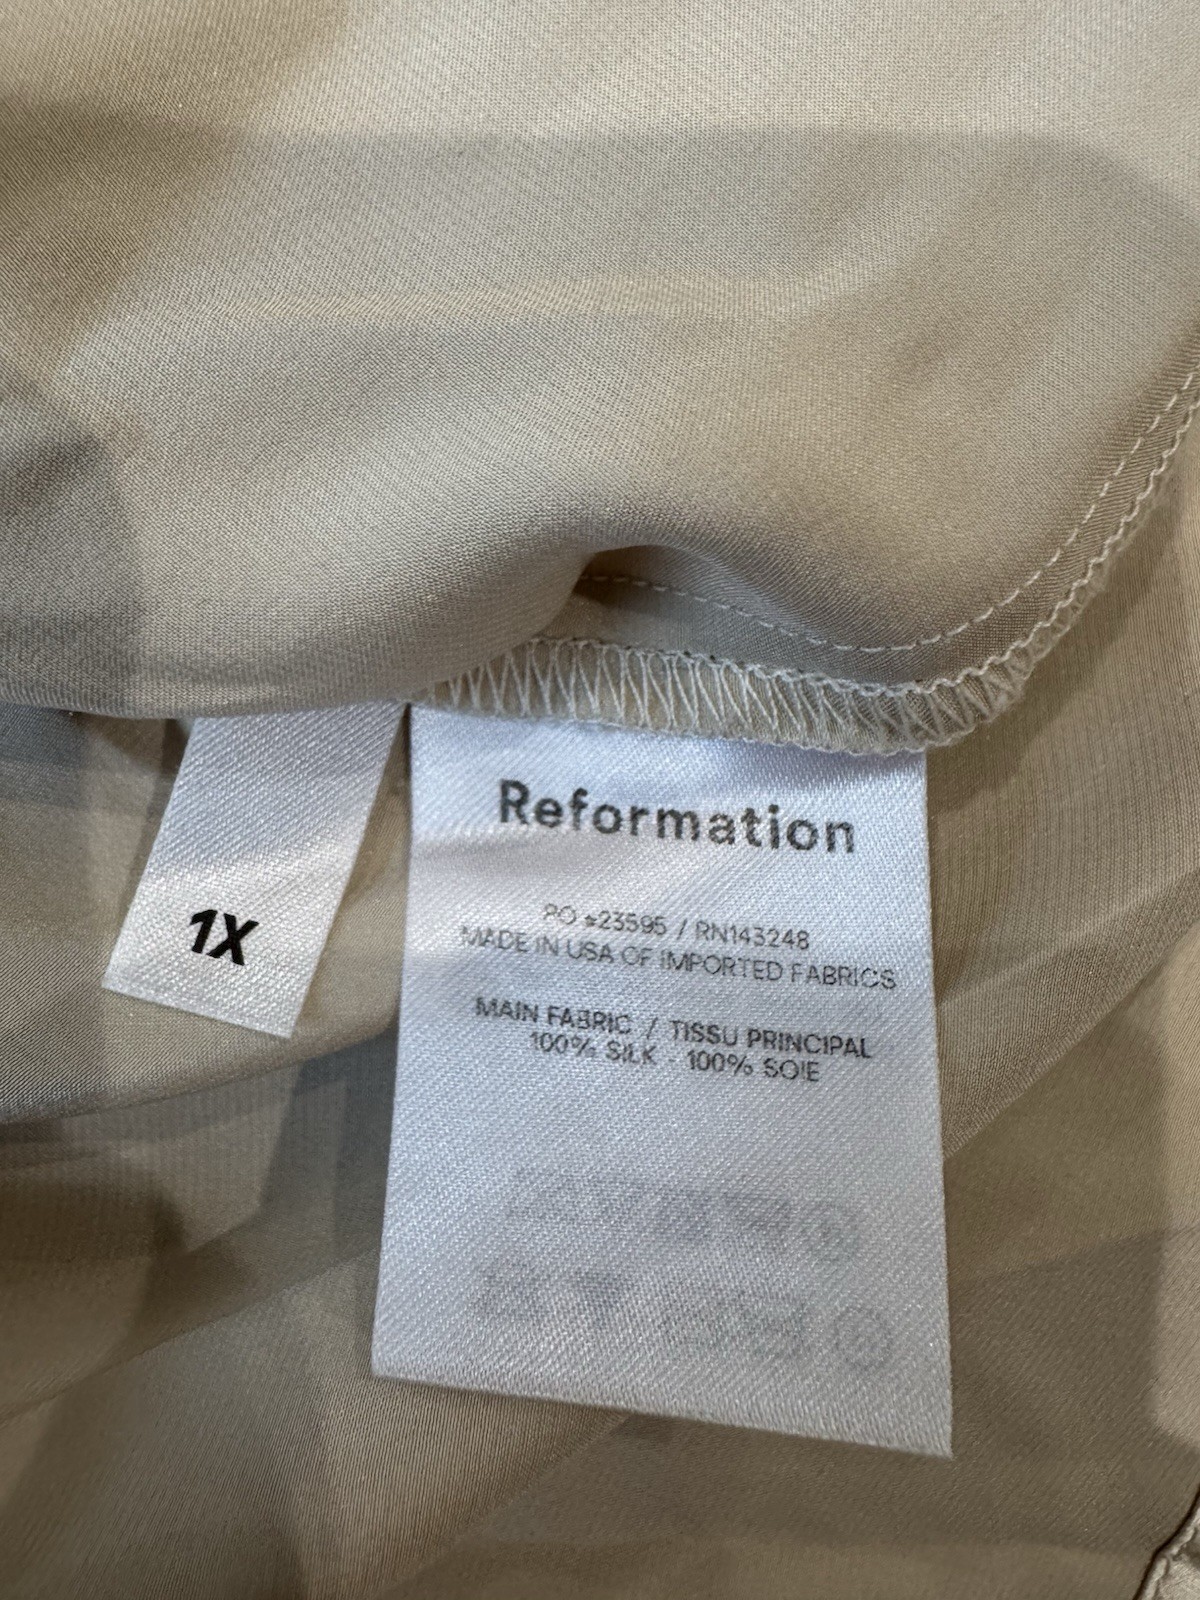 1X
Reformation
PO #23595 / RN143248
MADE IN USA OF IMPORTED FABRICS
MAIN FABRIC / TISSU PRINCIPAL
100% SILK - 100% SOIE